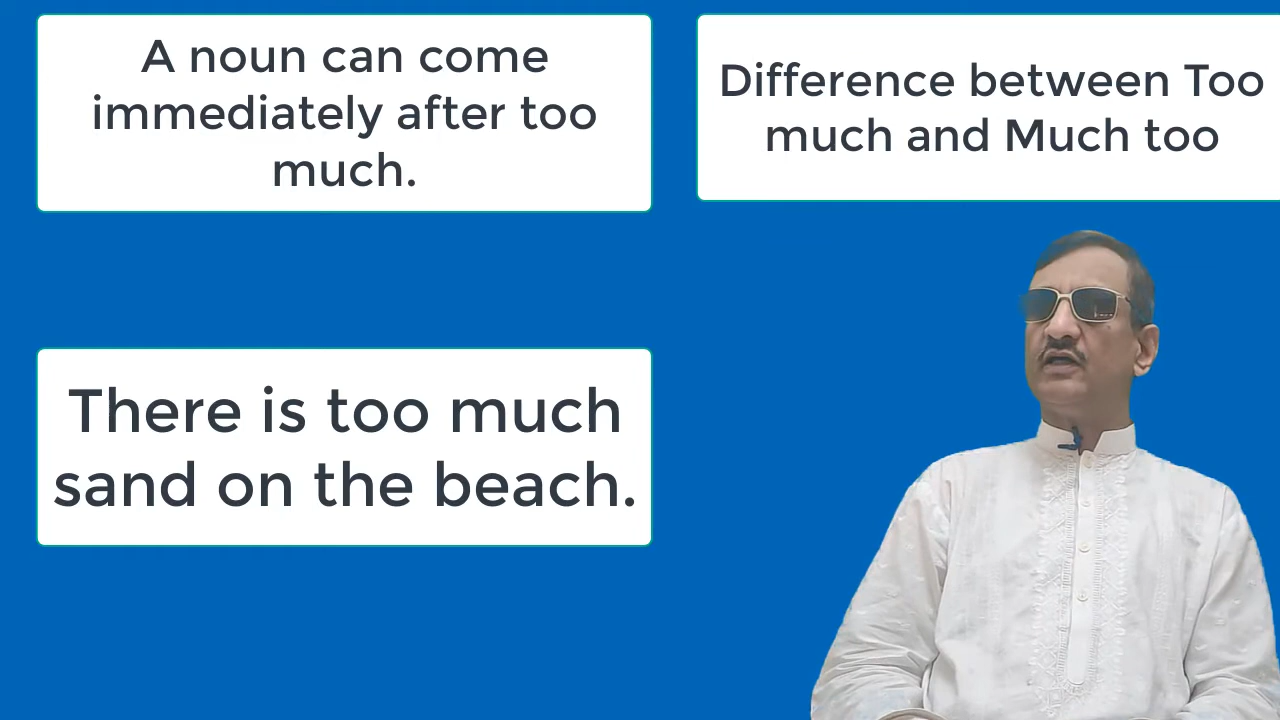 A noun can come
immediately after too
much.
Difference between Too
much and Much too
There is too much
sand on the beach.